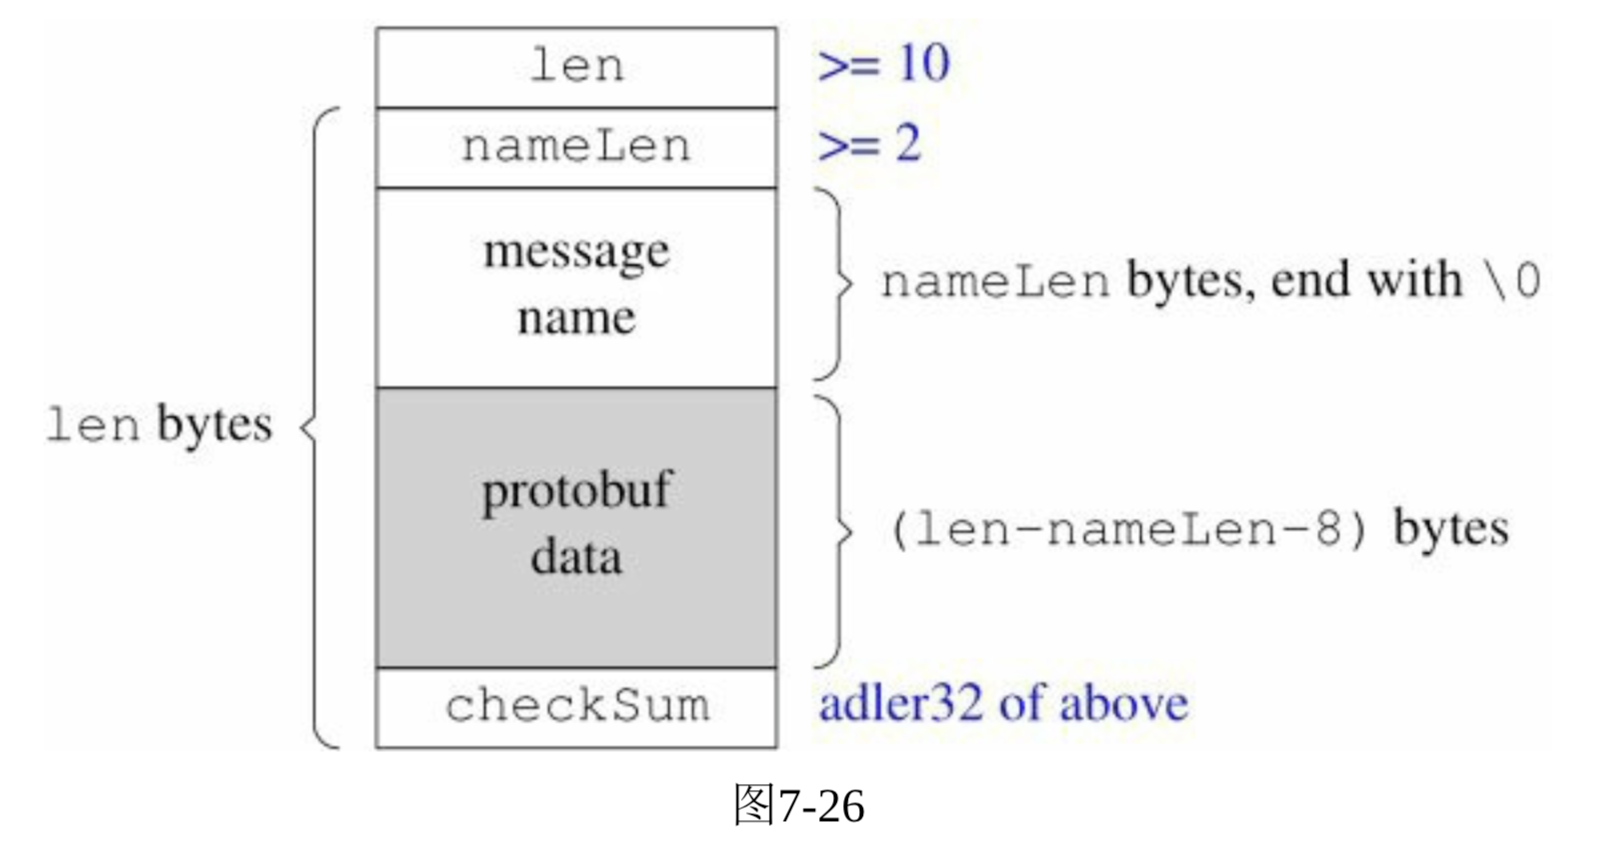 len
>= 10
nameLen
>= 2
message
name
nameLen bytes, end with \0
len bytes
protobuf
data
(len-nameLen-8) bytes
checkSum
adler32 of above
图7-26